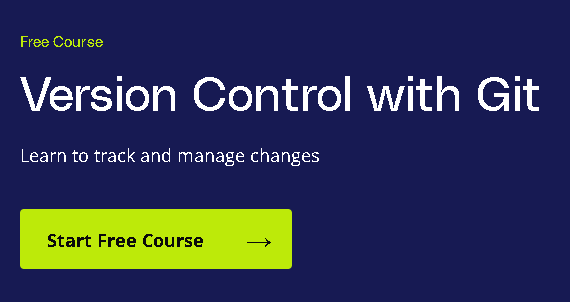 Free Course
Version Control with Git
Learn to track and manage changes
Start Free Course →